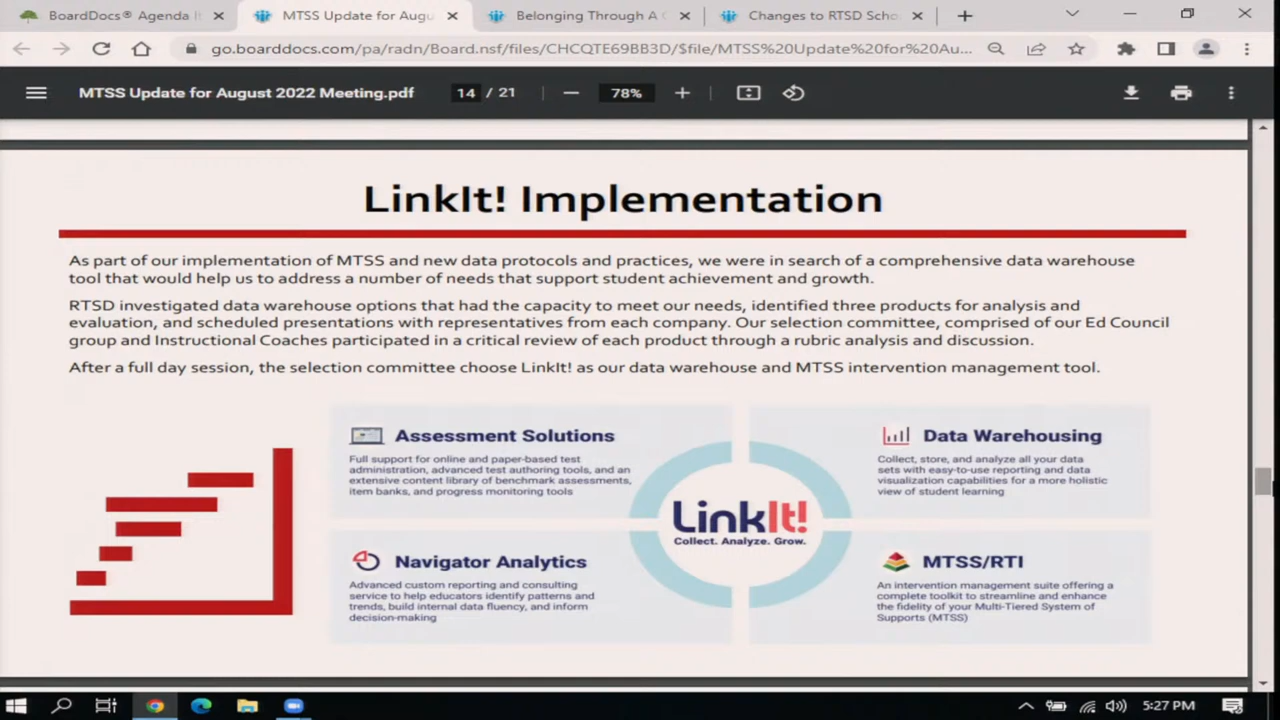 BoardDocs® Agenda It
MTSS Update for Augu
Belonging Through A C
Changes to RTSD Scho
go.boarddocs.com/pa/radn/Board.nsf/files/CHCQTE69BB3D/$file/MTSS%20Update%20for%20Au...
MTSS Update for August 2022 Meeting.pdf
14 / 21
78%
LinkIt! Implementation
As part of our implementation of MTSS and new data protocols and practices, we were in search of a comprehensive data warehouse
tool that would help us to address a number of needs that support student achievement and growth.
RTSD investigated data warehouse options that had the capacity to meet our needs, identified three products for analysis and
evaluation, and scheduled presentations with representatives from each company. Our selection committee, comprised of our Ed Council
group and Instructional Coaches participated in a critical review of each product through a rubric analysis and discussion.
After a full day session, the selection committee choose LinkIt! as our data warehouse and MTSS intervention management tool.
Assessment Solutions
Full support for online and paper-based test
administration, advanced test authoring tools, and an
extensive content library of benchmark assessments,
item banks, and progress monitoring tools
Data Warehousing
Collect, store, and analyze all your data
sets with easy-to-use reporting and data
visualization capabilities for a more holistic
view of student learning
LinkIt!
Collect. Analyze. Grow.
Navigator Analytics
Advanced custom reporting and consulting
service to help educators identify patterns and
trends, build internal data fluency, and inform
decision-making
MTSS/RTI
An intervention management suite offering a
complete toolkit to streamline and enhance
the fidelity of your Multi-Tiered System of
Supports (MTSS)
5:27 PM